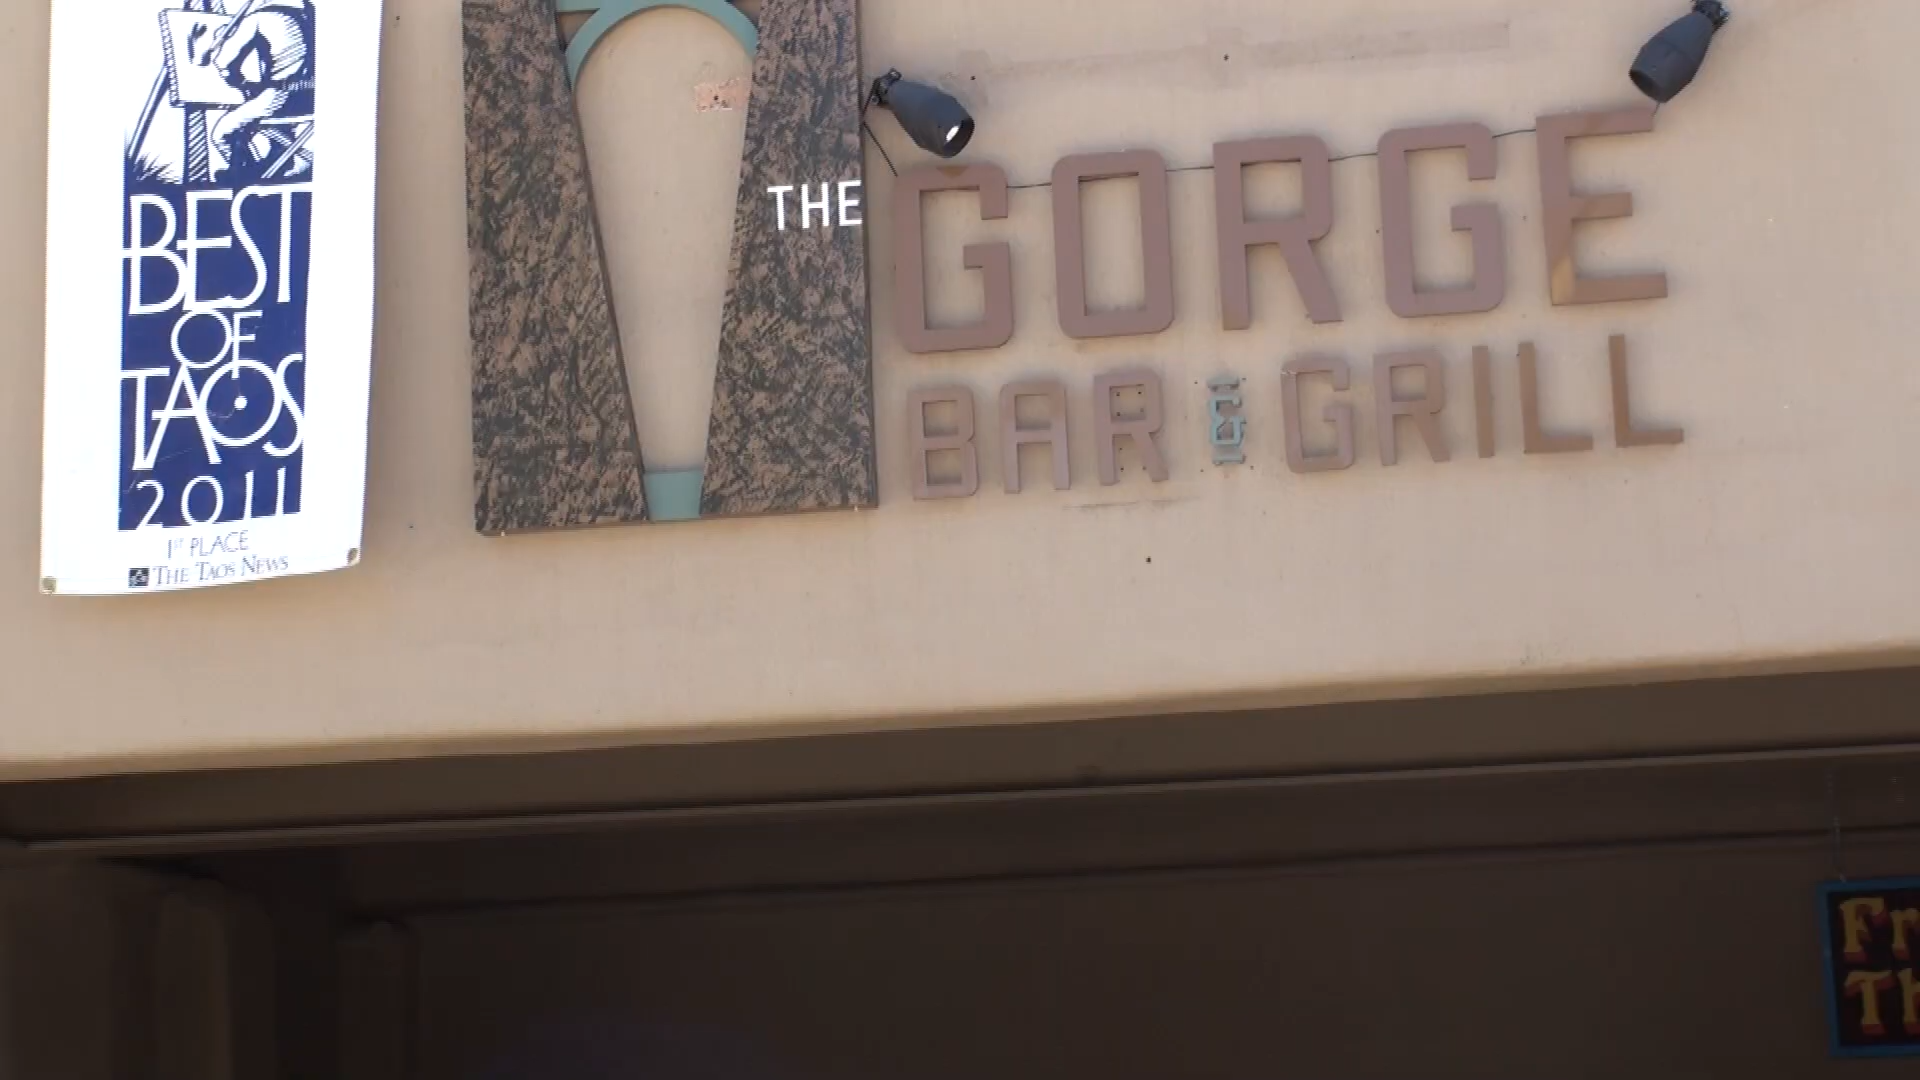 BEST
OF
TAOS
2011
1ST PLACE
THE TAOS NEWS
THE
GORGE
BAR & GRILL